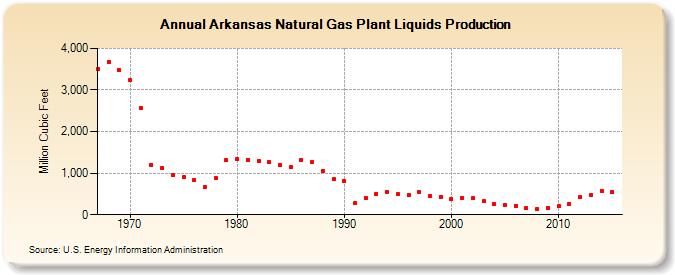 Annual Arkansas Natural Gas Plant Liquids Production
Million Cubic Feet
4,000
3,000
2,000
1,000
0
1970 1980 1990 2000 2010
Source: U.S. Energy Information Administration